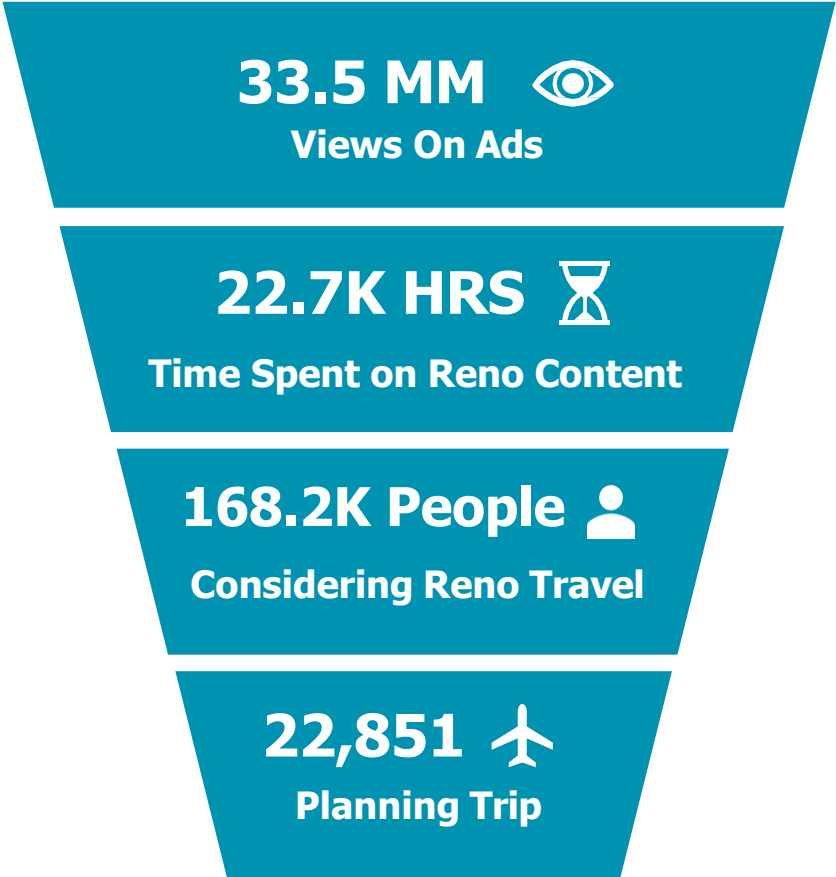 33.5 MM
Views On Ads
22.7K HRS
Time Spent on Reno Content
168.2K People
Considering Reno Travel
22,851
Planning Trip